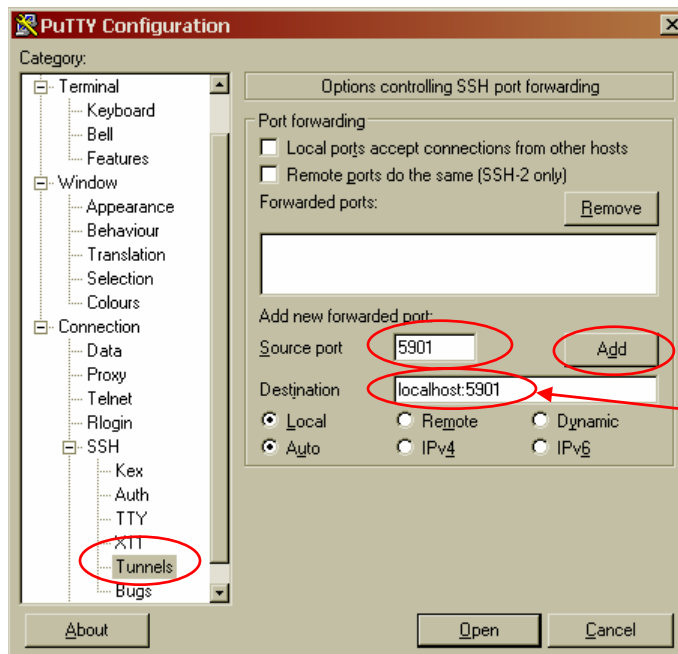 PuTTY Configuration
Category:
Terminal
Keyboard
Bell
Features
Window
Appearance
Behaviour
Translation
Selection
Colours
Connection
Data
Proxy
Telnet
Rlogin
SSH
Kex
Auth
TTY
X11
Tunnels
Bugs
Options controlling SSH port forwarding
Port forwarding
Local ports accept connections from other hosts
Remote ports do the same (SSH-2 only)
Forwarded ports:
Remove
Add new forwarded port:
Source port 5901 Add
Destination localhost:5901
Local Remote Dynamic
Auto IPv4 IPv6
About Open Cancel